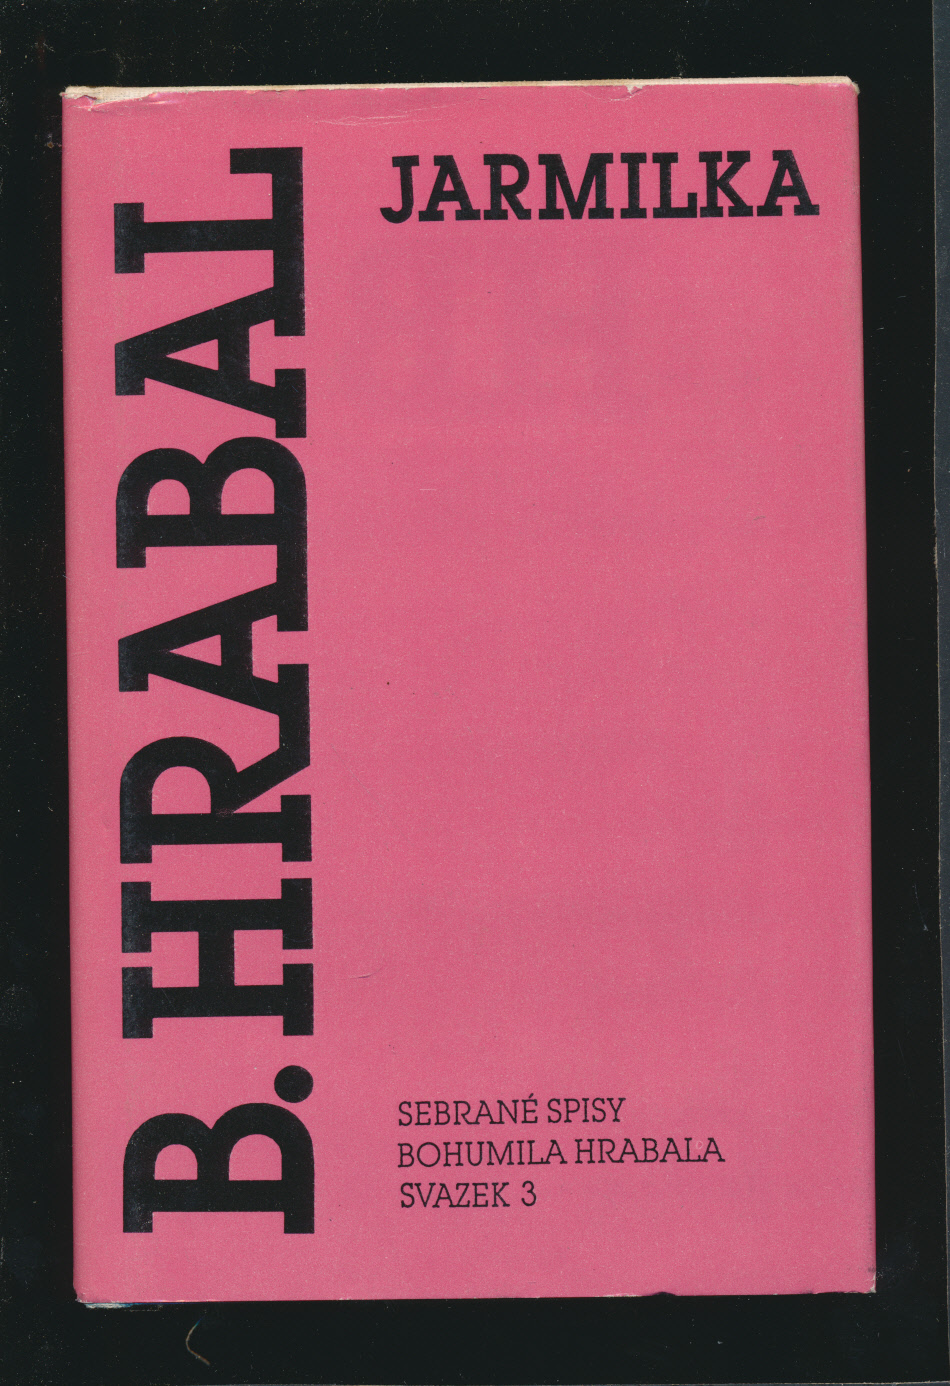 B. HRABAL
JARMILKA
SEBRANÉ SPISY
BOHUMILA HRABALA
SVAZEK 3